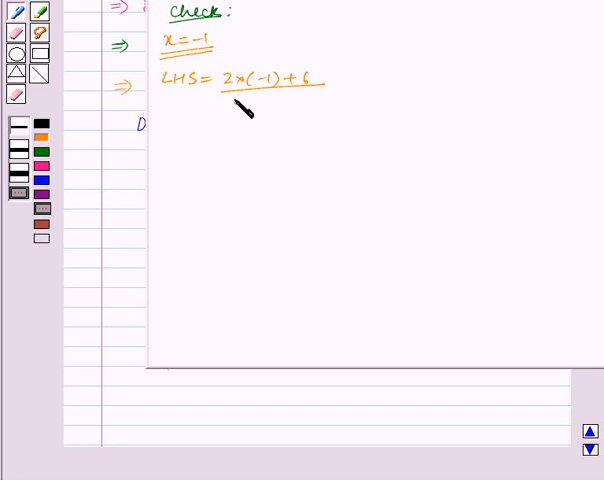 ⇒
Check:
⇒
x = -1
⇒
LHS = 2×(-1) + 6
D